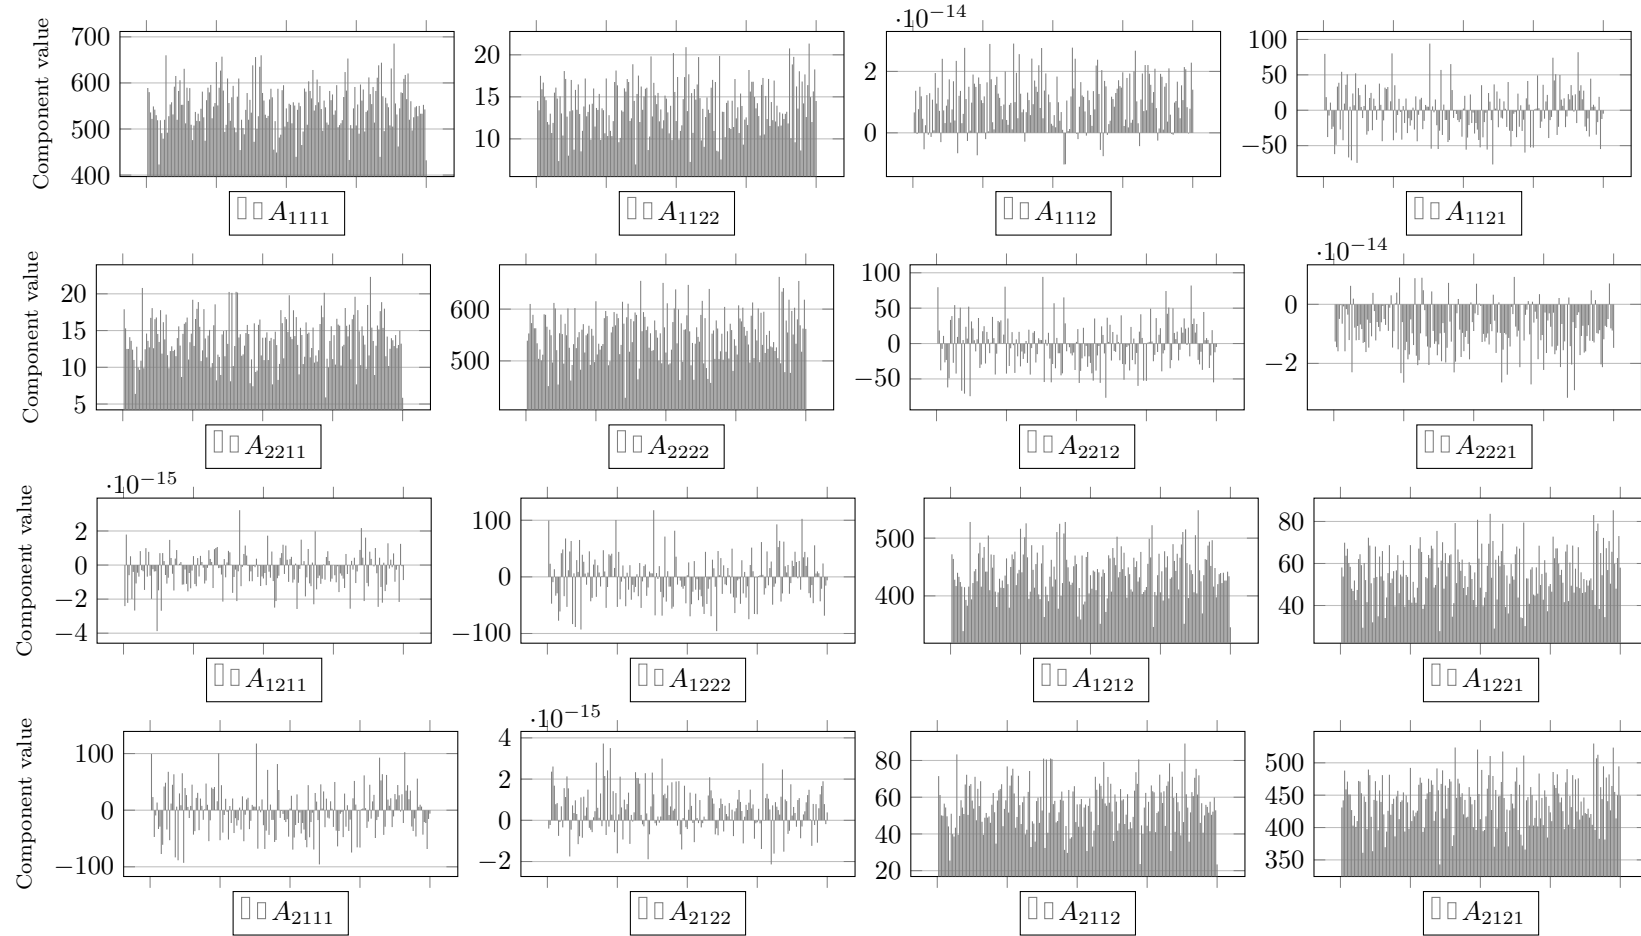 ·10⁻¹⁴
Component value
700
600
500
400
20
15
10
2
0
100
50
0
−50
A₁₁₁₁
A₁₁₂₂
A₁₁₁₂
A₁₁₂₁
·10⁻¹⁴
Component value
20
15
10
5
600
500
100
50
0
−50
0
−2
A₂₂₁₁
A₂₂₂₂
A₂₂₁₂
A₂₂₂₁
·10⁻¹⁵
Component value
2
0
−2
−4
100
0
−100
500
400
80
60
40
A₁₂₁₁
A₁₂₂₂
A₁₂₁₂
A₁₂₂₁
·10⁻¹⁵
Component value
100
0
−100
4
2
0
−2
80
60
40
20
500
450
400
350
A₂₁₁₁
A₂₁₂₂
A₂₁₁₂
A₂₁₂₁